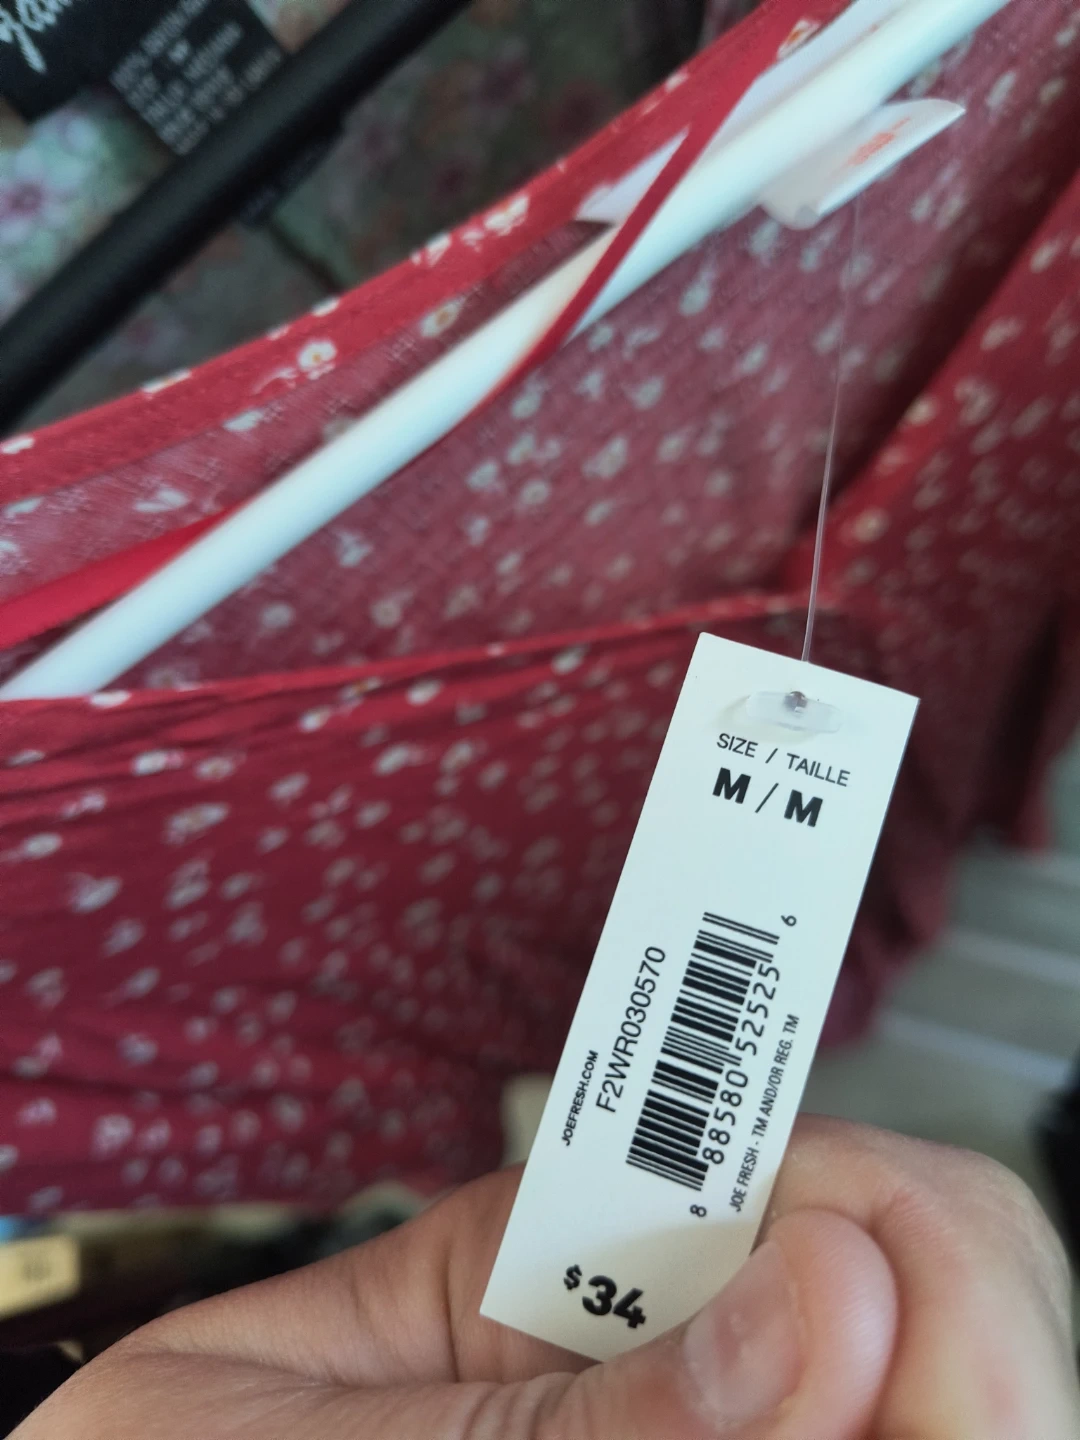 SIZE / TAILLE
M / M
JOEFRESH.COM
F2WR030570
8 88580 52525 6
JOE FRESH - TM AND/OR REG. TM
$34